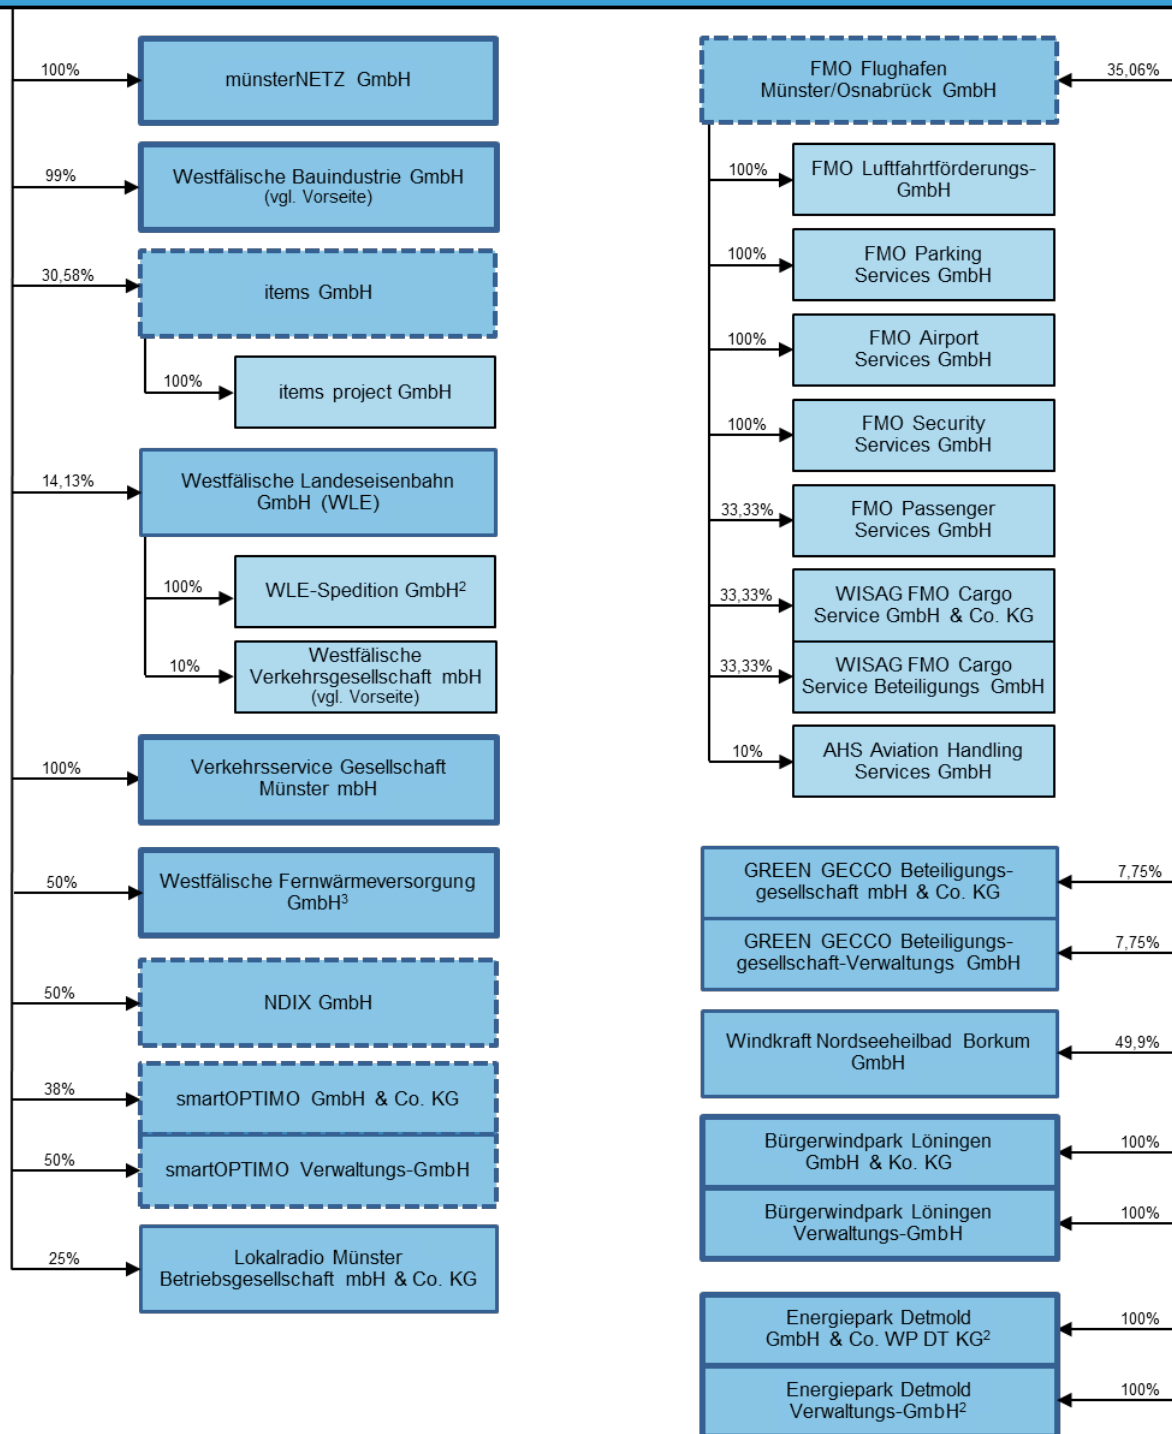 100%
münsterNETZ GmbH
99%
Westfälische Bauindustrie GmbH
(vgl. Vorseite)
30,58%
items GmbH
100%
items project GmbH
14,13%
Westfälische Landeseisenbahn
GmbH (WLE)
100%
WLE-Spedition GmbH²
10%
Westfälische
Verkehrsgesellschaft mbH
(vgl. Vorseite)
100%
Verkehrsservice Gesellschaft
Münster mbH
50%
Westfälische Fernwärmeversorgung
GmbH³
50%
NDIX GmbH
38%
smartOPTIMO GmbH & Co. KG
50%
smartOPTIMO Verwaltungs-GmbH
25%
Lokalradio Münster
Betriebsgesellschaft mbH & Co. KG
FMO Flughafen
Münster/Osnabrück GmbH
35,06%
100%
FMO Luftfahrtförderungs-
GmbH
100%
FMO Parking
Services GmbH
100%
FMO Airport
Services GmbH
100%
FMO Security
Services GmbH
33,33%
FMO Passenger
Services GmbH
33,33%
WISAG FMO Cargo
Service GmbH & Co. KG
33,33%
WISAG FMO Cargo
Service Beteiligungs GmbH
10%
AHS Aviation Handling
Services GmbH
GREEN GECCO Beteiligungs-
gesellschaft mbH & Co. KG
7,75%
GREEN GECCO Beteiligungs-
gesellschaft-Verwaltungs GmbH
7,75%
Windkraft Nordseeheilbad Borkum
GmbH
49,9%
Bürgerwindpark Löningen
GmbH & Ko. KG
100%
Bürgerwindpark Löningen
Verwaltungs-GmbH
100%
Energiepark Detmold
GmbH & Co. WP DT KG²
100%
Energiepark Detmold
Verwaltungs-GmbH²
100%